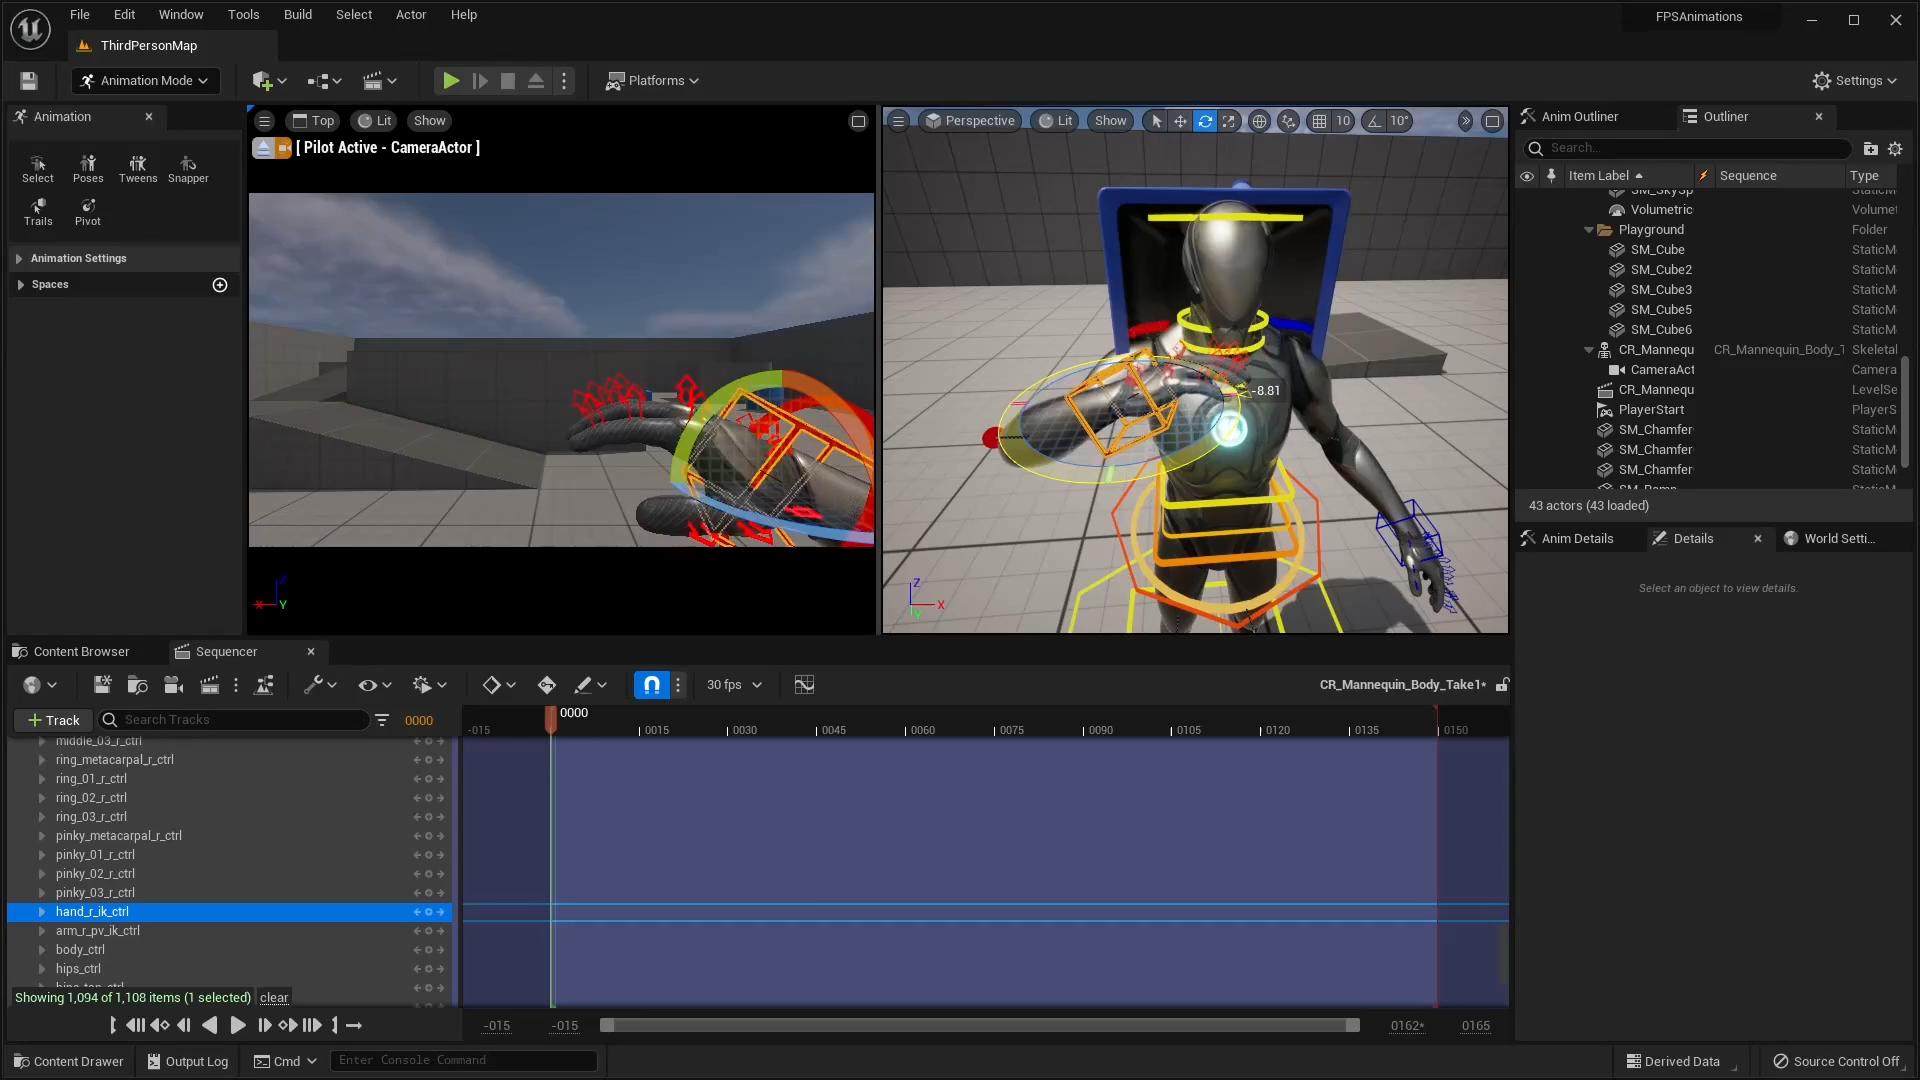 File Edit Window Tools Build Select Actor Help
FPSAnimations
ThirdPersonMap
Animation Mode
Platforms
Settings
Animation
Top Lit Show
[ Pilot Active - CameraActor ]
Perspective Lit Show 10 10°
Anim Outliner Outliner
Search...
Item Label Sequence Type
Select Poses Tweens Snapper
Trails Pivot
Animation Settings
Spaces
SM_SkySp StaticM
Volumetric Volumet
Playground Folder
SM_Cube StaticM
SM_Cube2 StaticM
SM_Cube3 StaticM
SM_Cube5 StaticM
SM_Cube6 StaticM
CR_Mannequ CR_Mannequin_Body_T Skeletal
CameraAct Camera
CR_Mannequ LevelSe
PlayerStart PlayerS
SM_Chamfer StaticM
SM_Chamfer StaticM
SM_Chamfer StaticM
SM_Ramp StaticM
43 actors (43 loaded)
-8.81
Z
X Y
Z
X
Y
Anim Details Details World Setti...
Select an object to view details.
Content Browser Sequencer
30 fps
CR_Mannequin_Body_Take1*
+ Track Search Tracks 0000
0000
-015 0015 0030 0045 0060 0075 0090 0105 0120 0135 0150
middle_03_r_ctrl
ring_metacarpal_r_ctrl
ring_01_r_ctrl
ring_02_r_ctrl
ring_03_r_ctrl
pinky_metacarpal_r_ctrl
pinky_01_r_ctrl
pinky_02_r_ctrl
pinky_03_r_ctrl
hand_r_ik_ctrl
arm_r_pv_ik_ctrl
body_ctrl
hips_ctrl
Showing 1,094 of 1,108 items (1 selected) clear
-015 -015 0162* 0165
Content Drawer Output Log Cmd Enter Console Command
Derived Data Source Control Off